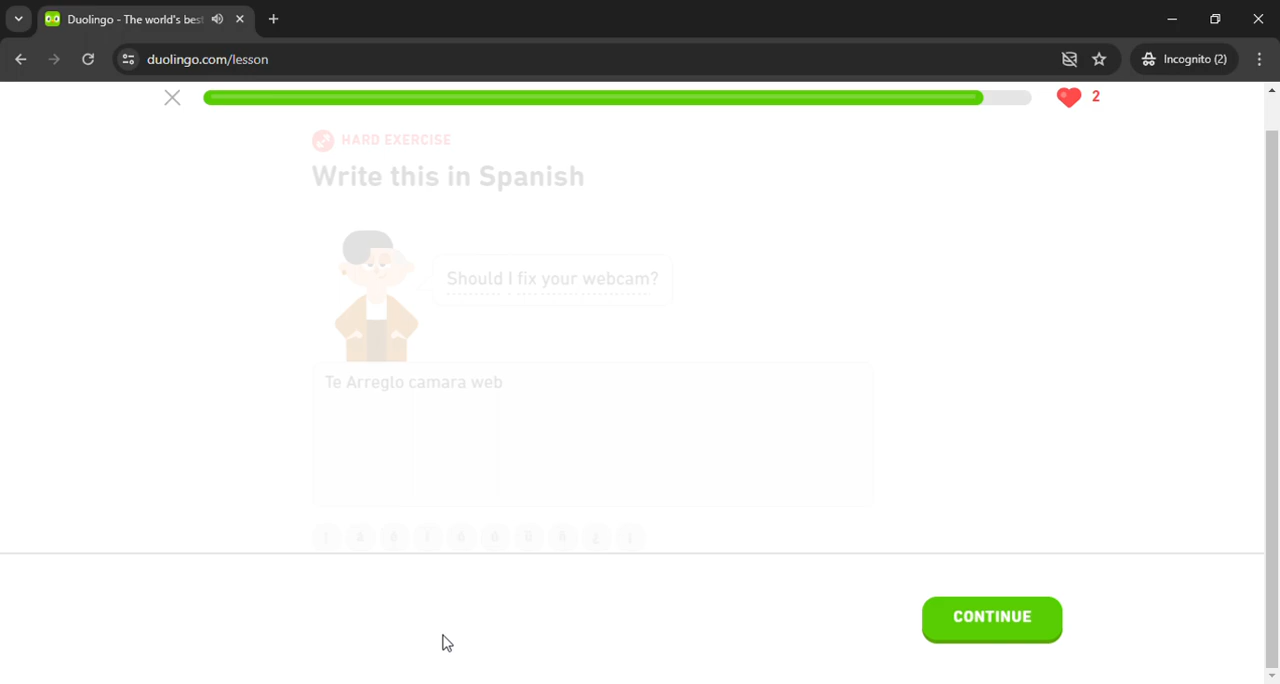 Duolingo - The world's best
duolingo.com/lesson
Incognito (2)
2
HARD EXERCISE
Write this in Spanish
Should I fix your webcam?
Te Arreglo camara web
CONTINUE